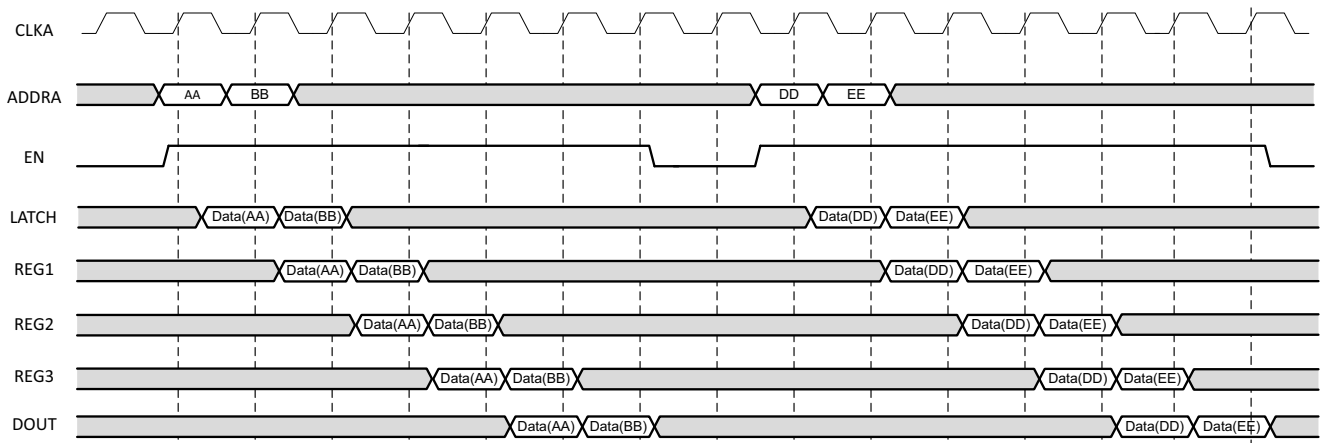 CLKA
ADDRA AA BB DD EE
EN
LATCH Data(AA) Data(BB) Data(DD) Data(EE)
REG1 Data(AA) Data(BB) Data(DD) Data(EE)
REG2 Data(AA) Data(BB) Data(DD) Data(EE)
REG3 Data(AA) Data(BB) Data(DD) Data(EE)
DOUT Data(AA) Data(BB) Data(DD) Data(EE)